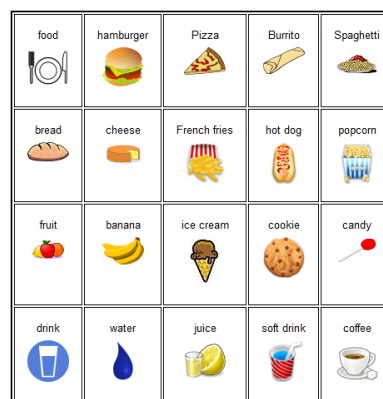 food hamburger Pizza Burrito Spaghetti
bread cheese French fries hot dog popcorn
fruit banana ice cream cookie candy
drink water juice soft drink coffee